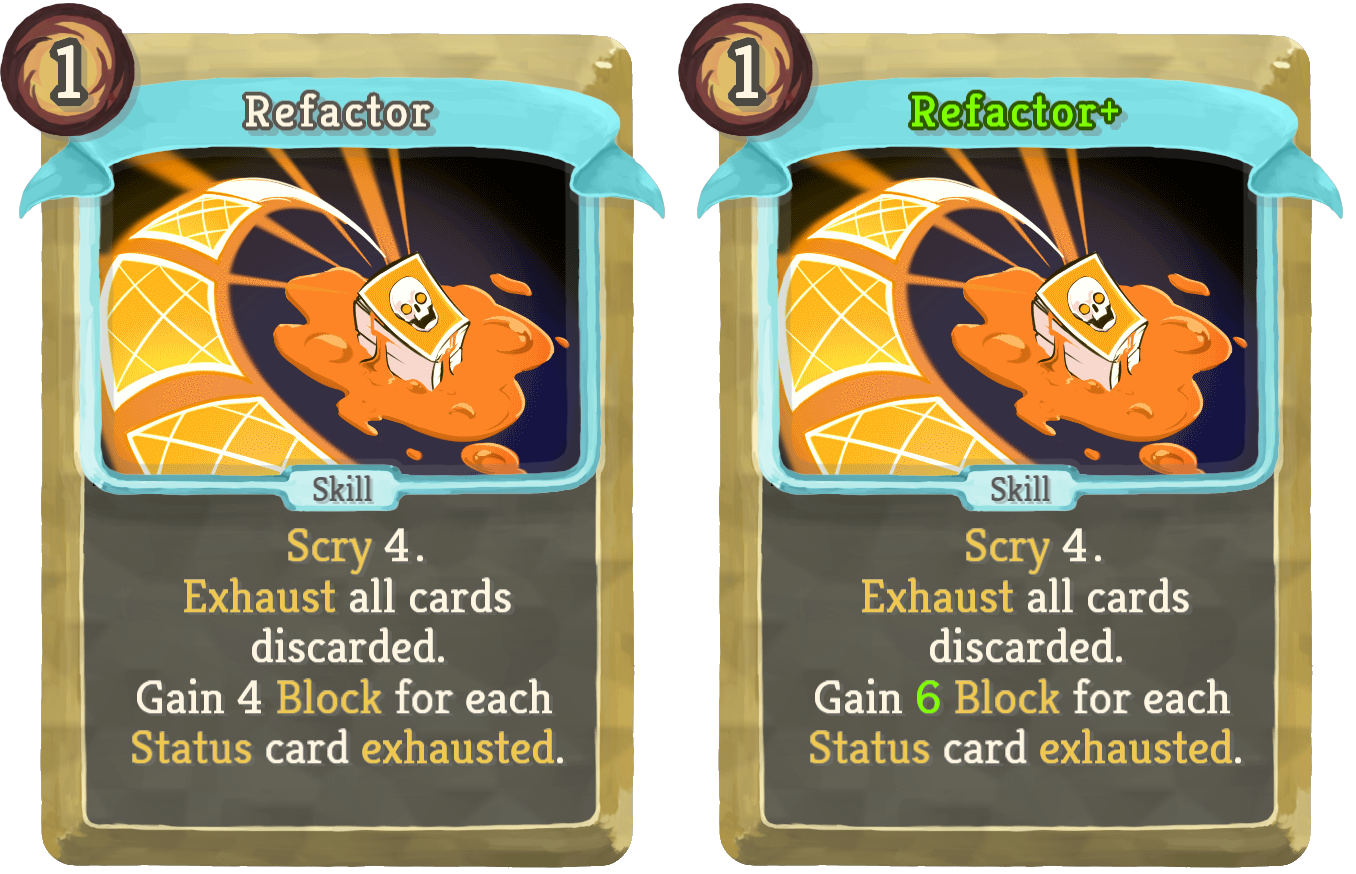 1
Refactor
Skill
Scry 4.
Exhaust all cards
discarded.
Gain 4 Block for each
Status card exhausted.
1
Refactor+
Skill
Scry 4.
Exhaust all cards
discarded.
Gain 6 Block for each
Status card exhausted.